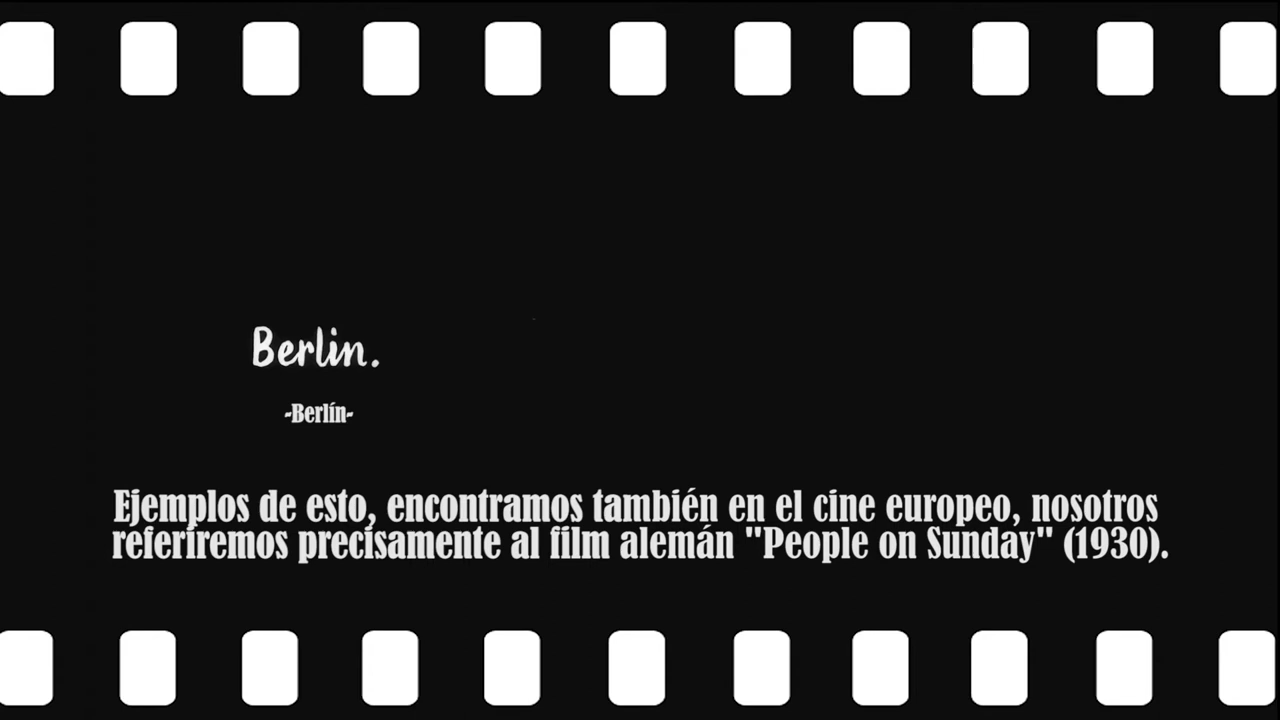 Berlin.
-Berlín-
Ejemplos de esto, encontramos también en el cine europeo, nosotros
referiremos precisamente al film alemán "People on Sunday" (1930).